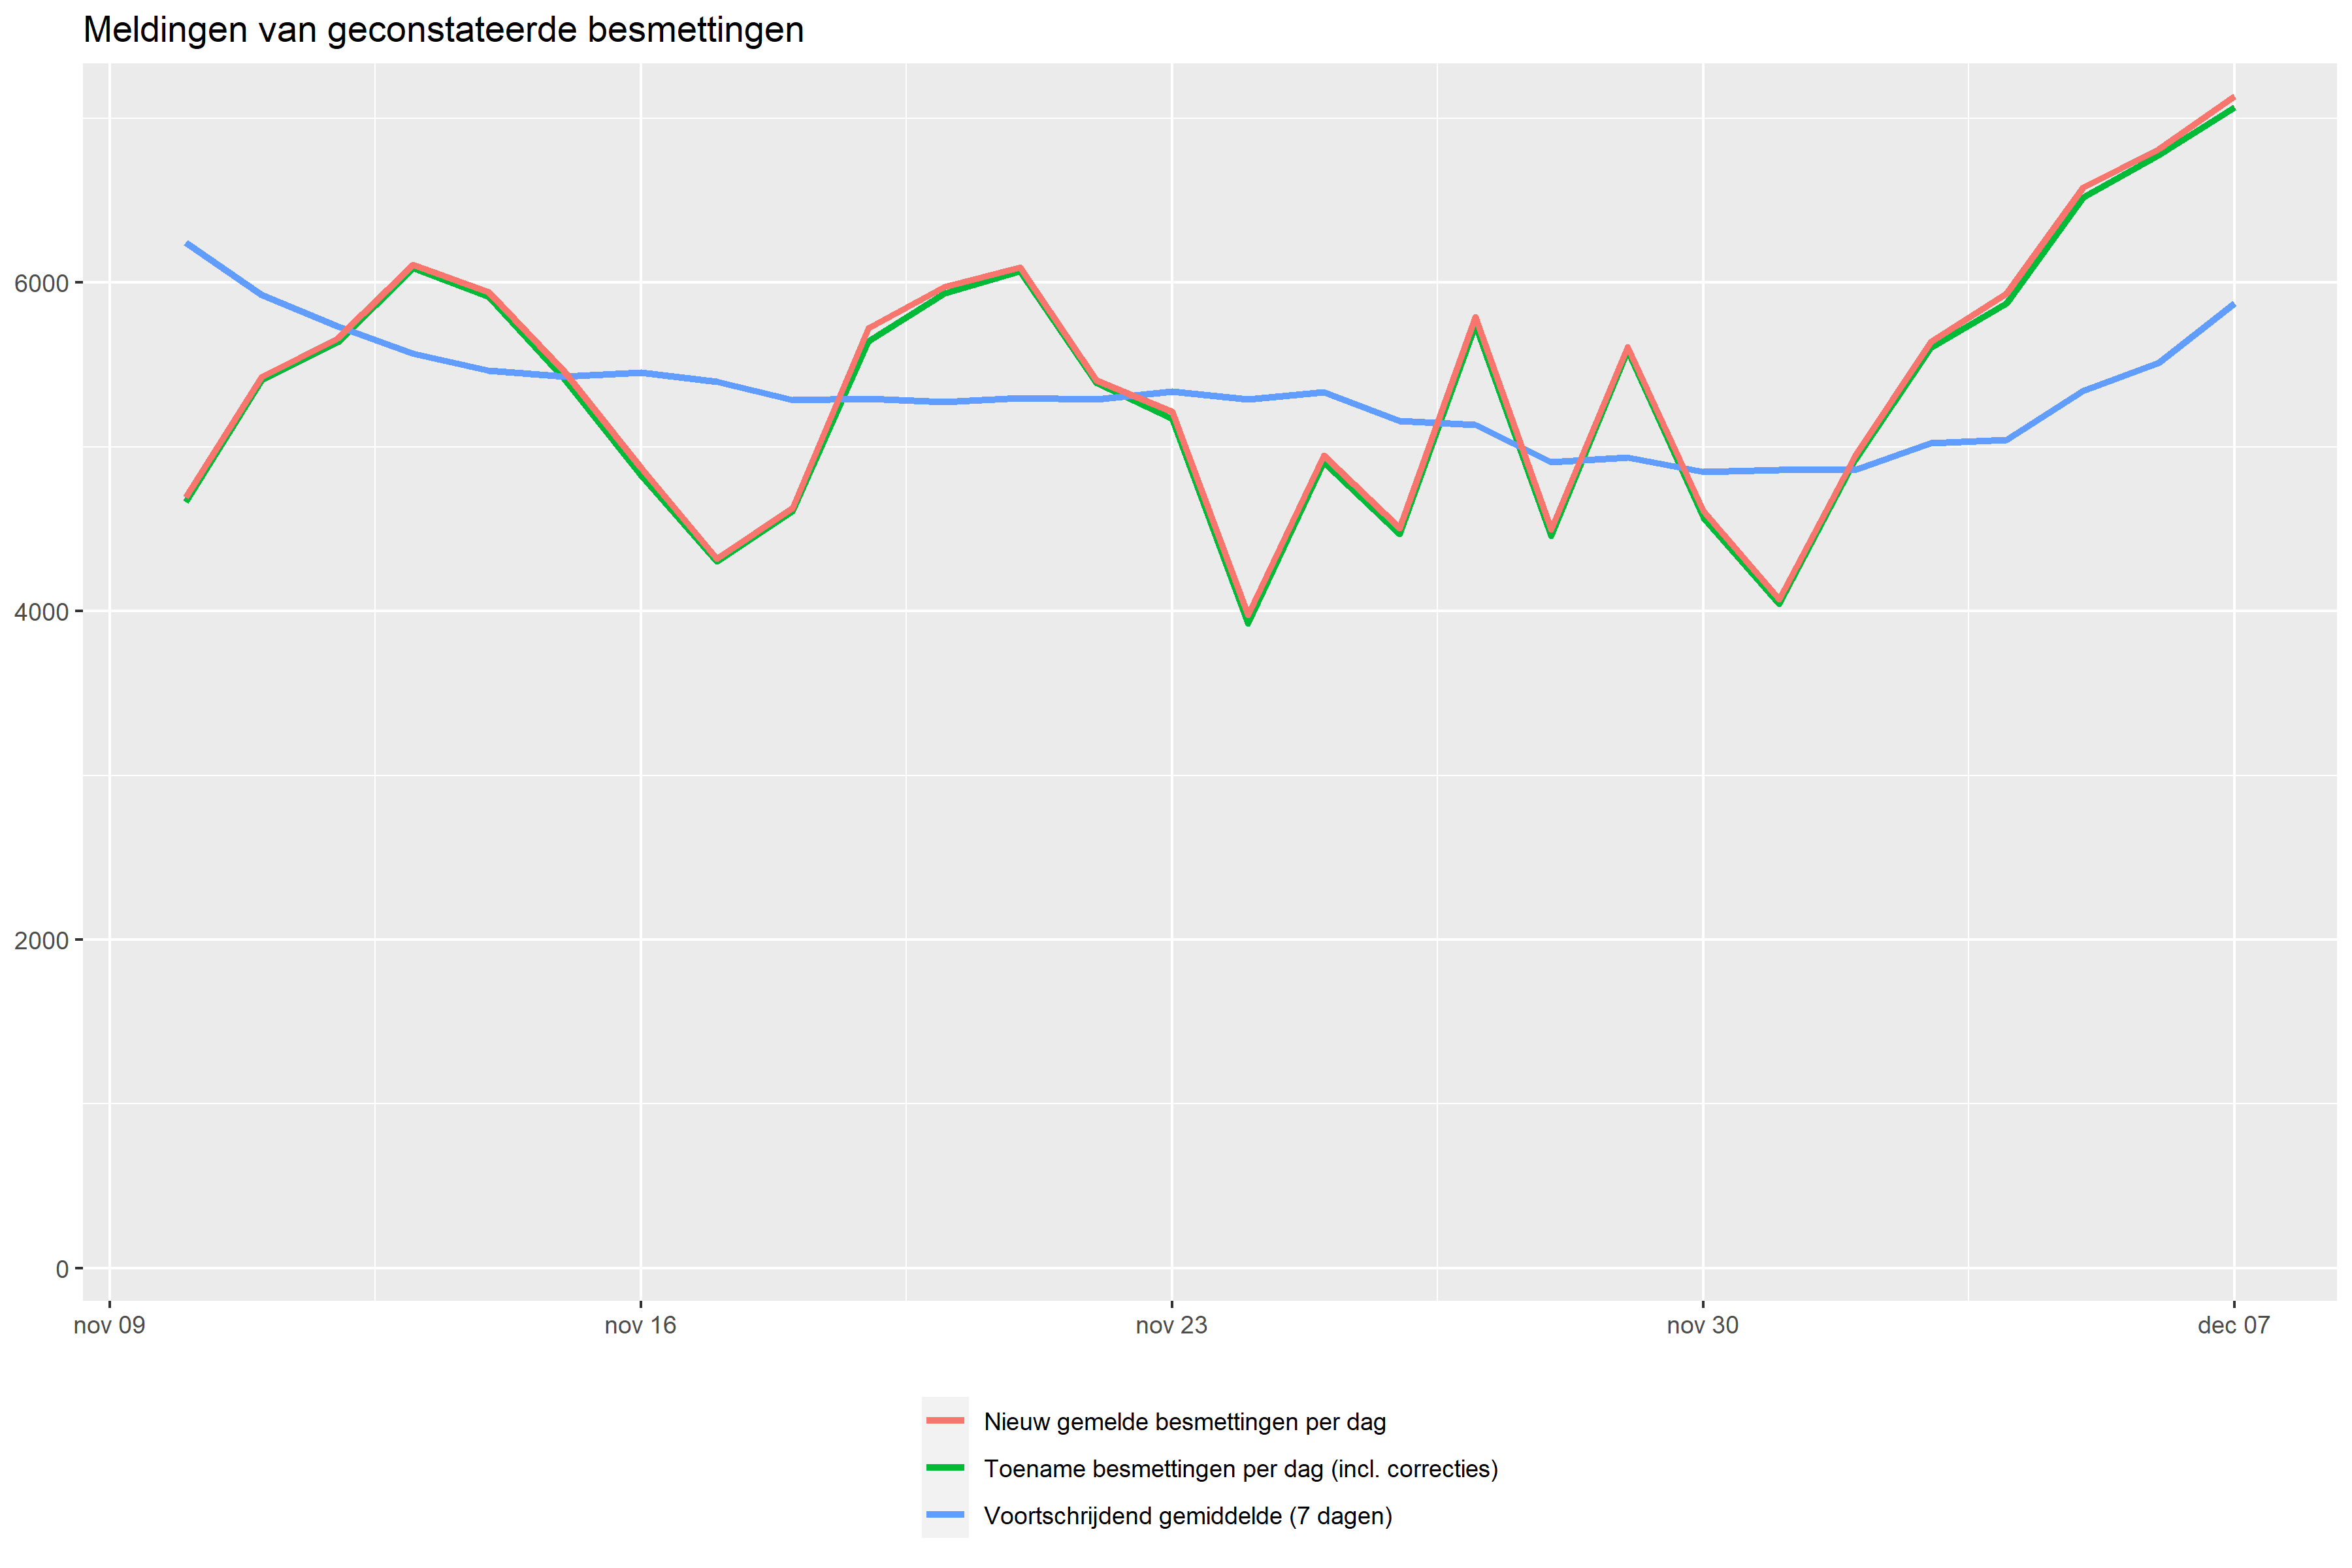 Meldingen van geconstateerde besmettingen
6000
4000
2000
0
nov 09 nov 16 nov 23 nov 30 dec 07
Nieuw gemelde besmettingen per dag
Toename besmettingen per dag (incl. correcties)
Voortschrijdend gemiddelde (7 dagen)